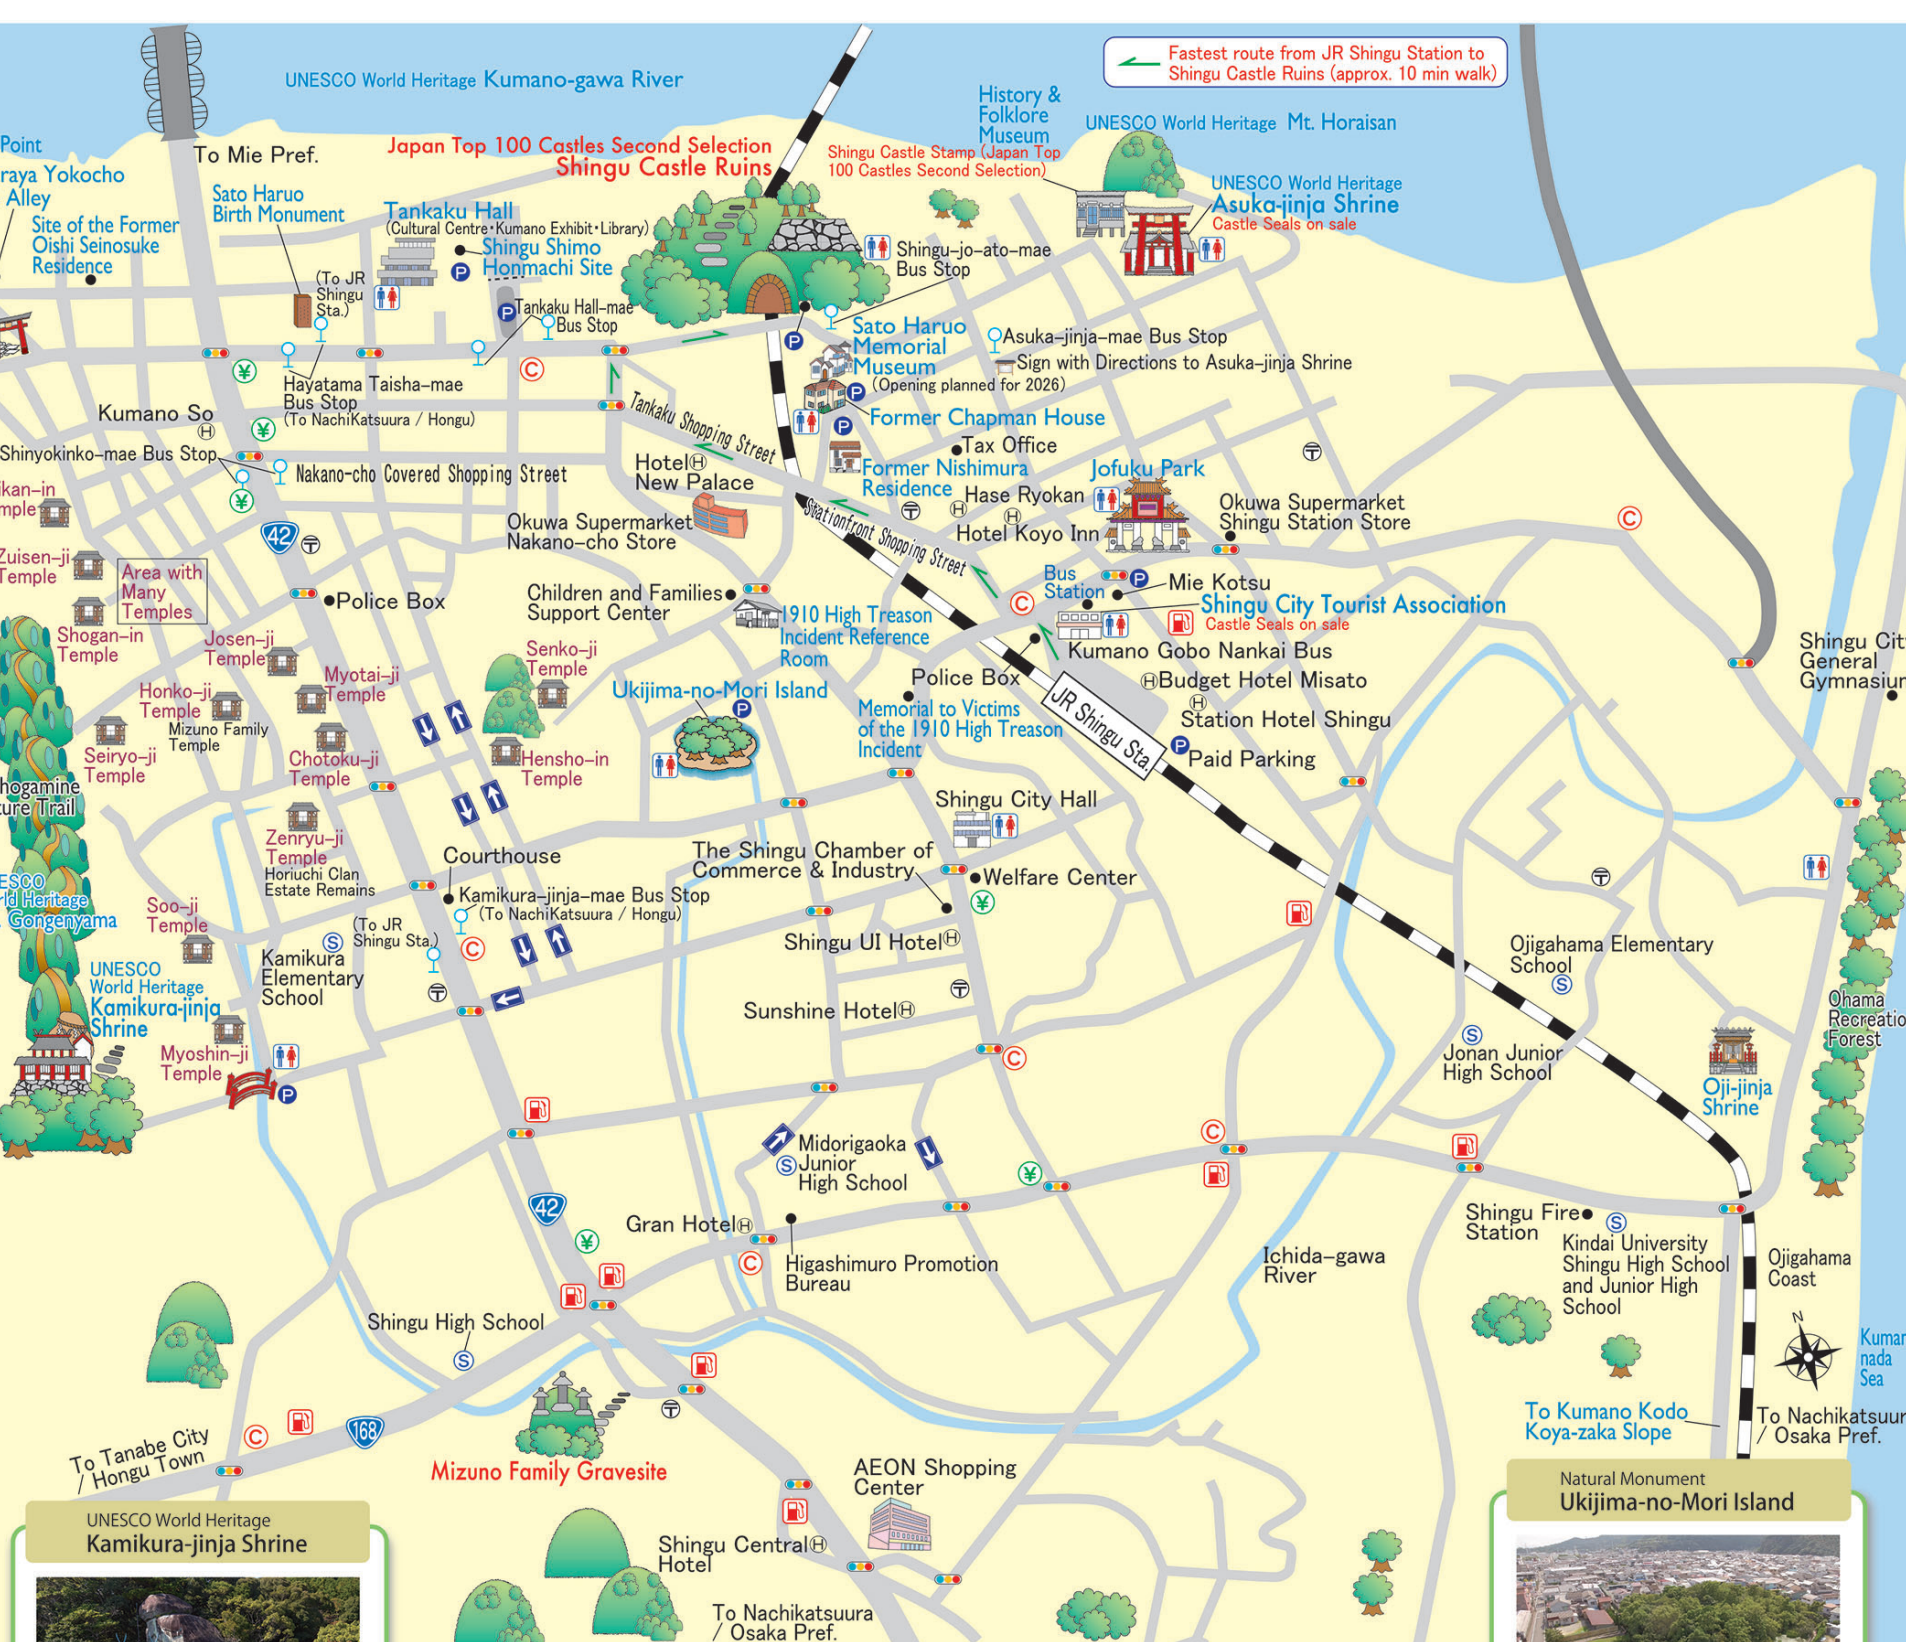 Fastest route from JR Shingu Station to
Shingu Castle Ruins (approx. 10 min walk)
UNESCO World Heritage Kumano-gawa River
History &
Folklore
Museum
UNESCO World Heritage Mt. Horaisan
Point
To Mie Pref.
Japan Top 100 Castles Second Selection
Shingu Castle Ruins
Shingu Castle Stamp (Japan Top
100 Castles Second Selection)
raya Yokocho
Alley
Sato Haruo
Birth Monument
UNESCO World Heritage
Asuka-jinja Shrine
Castle Seals on sale
Site of the Former
Oishi Seinosuke
Residence
Tankaku Hall
(Cultural Centre・Kumano Exhibit・Library)
Shingu Shimo
Honmachi Site
P
Shingu-jo-ato-mae
Bus Stop
(To JR
Shingu
Sta.)
P
Tankaku Hall-mae
Bus Stop
P
Sato Haruo
Memorial
Museum
(Opening planned for 2026)
P
Asuka-jinja-mae Bus Stop
Sign with Directions to Asuka-jinja Shrine
¥
C
Hayatama Taisha-mae
Bus Stop
(To NachiKatsuura / Hongu)
Kumano So
H
¥
Tankaku Shopping Street
P
Former Chapman House
Shinyokinko-mae Bus Stop
¥
Nakano-cho Covered Shopping Street
Hotel H
New Palace
Tax Office
Former Nishimura
Residence
〒
H
Hase Ryokan
H
Hotel Koyo Inn
Jofuku Park
〒
ikan-in
mple
42
〒
Okuwa Supermarket
Nakano-cho Store
Stationfront Shopping Street
Okuwa Supermarket
Shingu Station Store
C
Zuisen-ji
Temple
Area with
Many
Temples
Police Box
Children and Families
Support Center
Bus
Station
P
Mie Kotsu
C
Shingu City Tourist Association
Castle Seals on sale
Shogan-in
Temple
Josen-ji
Temple
1910 High Treason
Incident Reference
Room
Kumano Gobo Nankai Bus
Shingu City
General
Gymnasium
Senko-ji
Temple
Myotai-ji
Temple
Honko-ji
Temple
Mizuno Family
Temple
Ukijima-no-Mori Island
P
Police Box
H Budget Hotel Misato
H
Station Hotel Shingu
JR Shingu Sta.
P
Paid Parking
Memorial to Victims
of the 1910 High Treason
Incident
Seiryo-ji
Temple
Chotoku-ji
Temple
Hensho-in
Temple
hogamine
ture Trail
Zenryu-ji
Temple
Horiuchi Clan
Estate Remains
Shingu City Hall
Courthouse
The Shingu Chamber of
Commerce & Industry
Welfare Center
¥
ESCO
rld Heritage
Gongenyama
Soo-ji
Temple
Kamikura-jinja-mae Bus Stop
(To NachiKatsuura / Hongu)
(To JR
Shingu Sta.)
C
S
Kamikura
Elementary
School
〒
Shingu UI Hotel H
Ojigahama Elementary
School
S
UNESCO
World Heritage
Kamikura-jinja
Shrine
Sunshine Hotel H
〒
Ohama
Recreatio
Forest
Myoshin-ji
Temple
P
C
S
Jonan Junior
High School
Oji-jinja
Shrine
Midorigaoka
S Junior
High School
C
¥
42
¥
Gran Hotel H
C
Higashimuro Promotion
Bureau
Shingu Fire
Station
S
Kindai University
Shingu High School
and Junior High
School
Ichida-gawa
River
Ojigahama
Coast
Shingu High School
S
N
Kumar
nada
Sea
168
C
〒
To Tanabe City
/ Hongu Town
Mizuno Family Gravesite
To Kumano Kodo
Koya-zaka Slope
To Nachikatsuur
/ Osaka Pref.
AEON Shopping
Center
UNESCO World Heritage
Kamikura-jinja Shrine
Natural Monument
Ukijima-no-Mori Island
Shingu Central H
Hotel
To Nachikatsuura
/ Osaka Pref.